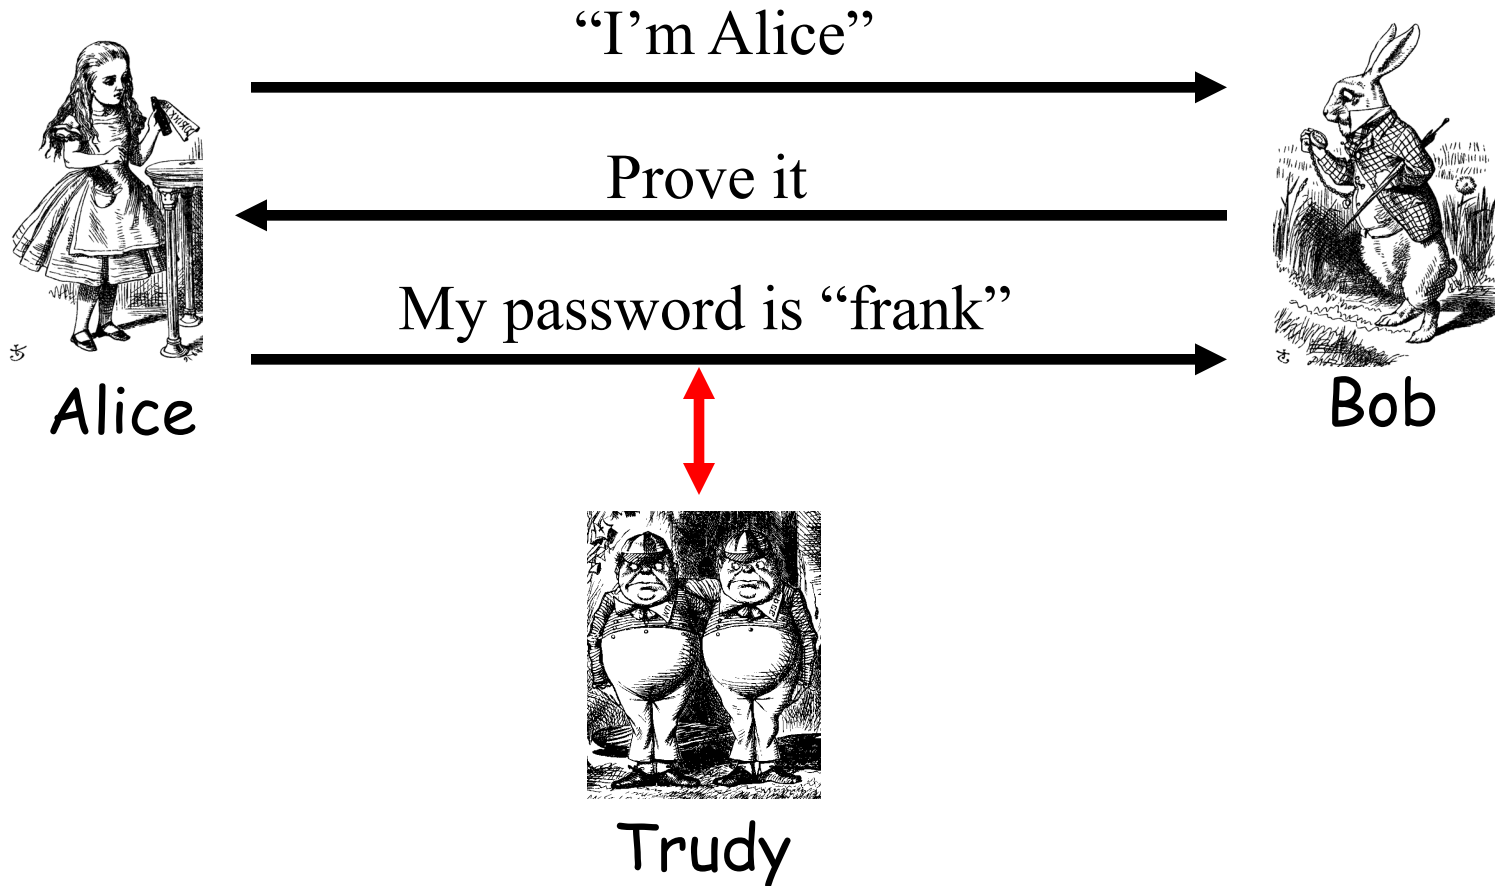 “I’m Alice”
Prove it
My password is “frank”
Alice
Bob
Trudy